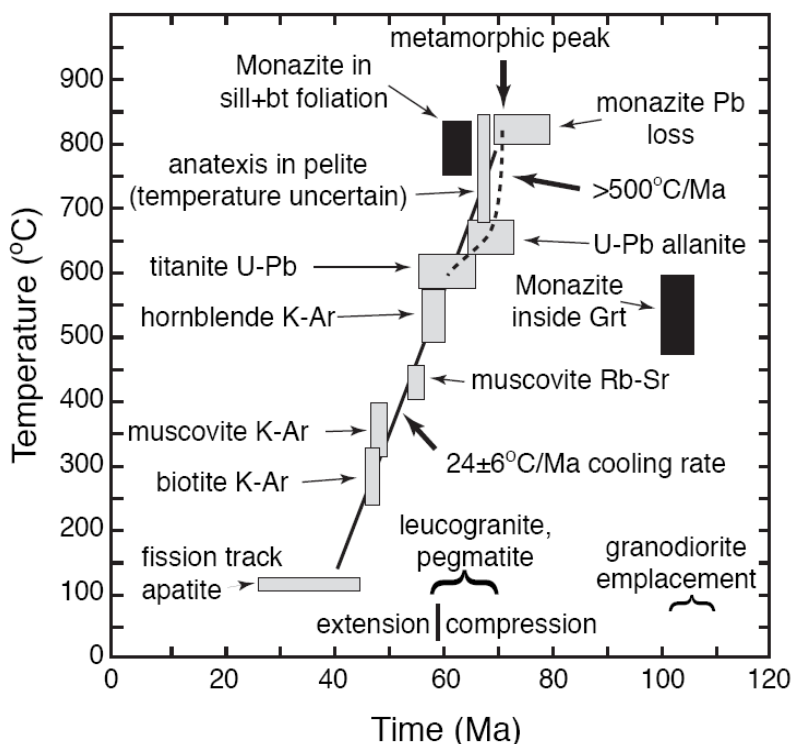 metamorphic peak
Monazite in
sill+bt foliation
monazite Pb
loss
anatexis in pelite
(temperature uncertain)
>500°C/Ma
U-Pb allanite
titanite U-Pb
Monazite
inside Grt
hornblende K-Ar
muscovite Rb-Sr
muscovite K-Ar
24±6°C/Ma cooling rate
biotite K-Ar
leucogranite,
pegmatite
fission track
apatite
granodiorite
emplacement
extension
compression
Temperature (°C)
900
800
700
600
500
400
300
200
100
0
0
20
40
60
80
100
120
Time (Ma)